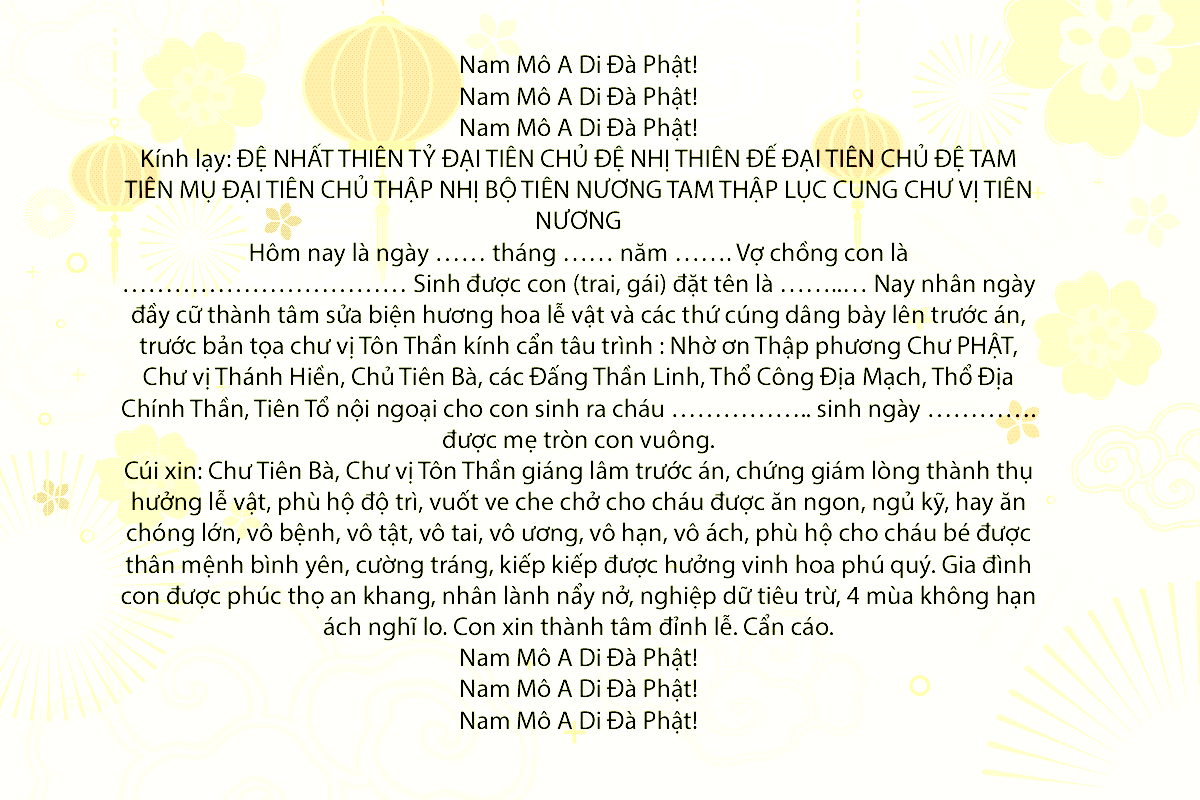 Nam Mô A Di Đà Phật!
Nam Mô A Di Đà Phật!
Nam Mô A Di Đà Phật!
Kính lạy: ĐỆ NHẤT THIÊN TỶ ĐẠI TIÊN CHỦ ĐỆ NHỊ THIÊN ĐẾ ĐẠI TIÊN CHỦ ĐỆ TAM
TIÊN MỤ ĐẠI TIÊN CHỦ THẬP NHỊ BỘ TIÊN NƯƠNG TAM THẬP LỤC CUNG CHƯ VỊ TIÊN
NƯƠNG
Hôm nay là ngày …… tháng …… năm ……. Vợ chồng con là
…………………………… Sinh được con (trai, gái) đặt tên là ……..… Nay nhân ngày
đầy cữ thành tâm sửa biện hương hoa lễ vật và các thứ cúng dâng bày lên trước án,
trước bản tọa chư vị Tôn Thần kính cẩn tâu trình : Nhờ ơn Thập phương Chư PHẬT,
Chư vị Thánh Hiền, Chủ Tiên Bà, các Đấng Thần Linh, Thổ Công Địa Mạch, Thổ Địa
Chính Thần, Tiên Tổ nội ngoại cho con sinh ra cháu …………….. sinh ngày ………….
được mẹ tròn con vuông.
Cúi xin: Chư Tiên Bà, Chư vị Tôn Thần giáng lâm trước án, chứng giám lòng thành thụ
hưởng lễ vật, phù hộ độ trì, vuốt ve che chở cho cháu được ăn ngon, ngủ kỹ, hay ăn
chóng lớn, vô bệnh, vô tật, vô tai, vô ương, vô hạn, vô ách, phù hộ cho cháu bé được
thân mệnh bình yên, cường tráng, kiếp kiếp được hưởng vinh hoa phú quý. Gia đình
con được phúc thọ an khang, nhân lành nẩy nở, nghiệp dữ tiêu trừ, 4 mùa không hạn
ách nghĩ lo. Con xin thành tâm đỉnh lễ. Cẩn cáo.
Nam Mô A Di Đà Phật!
Nam Mô A Di Đà Phật!
Nam Mô A Di Đà Phật!